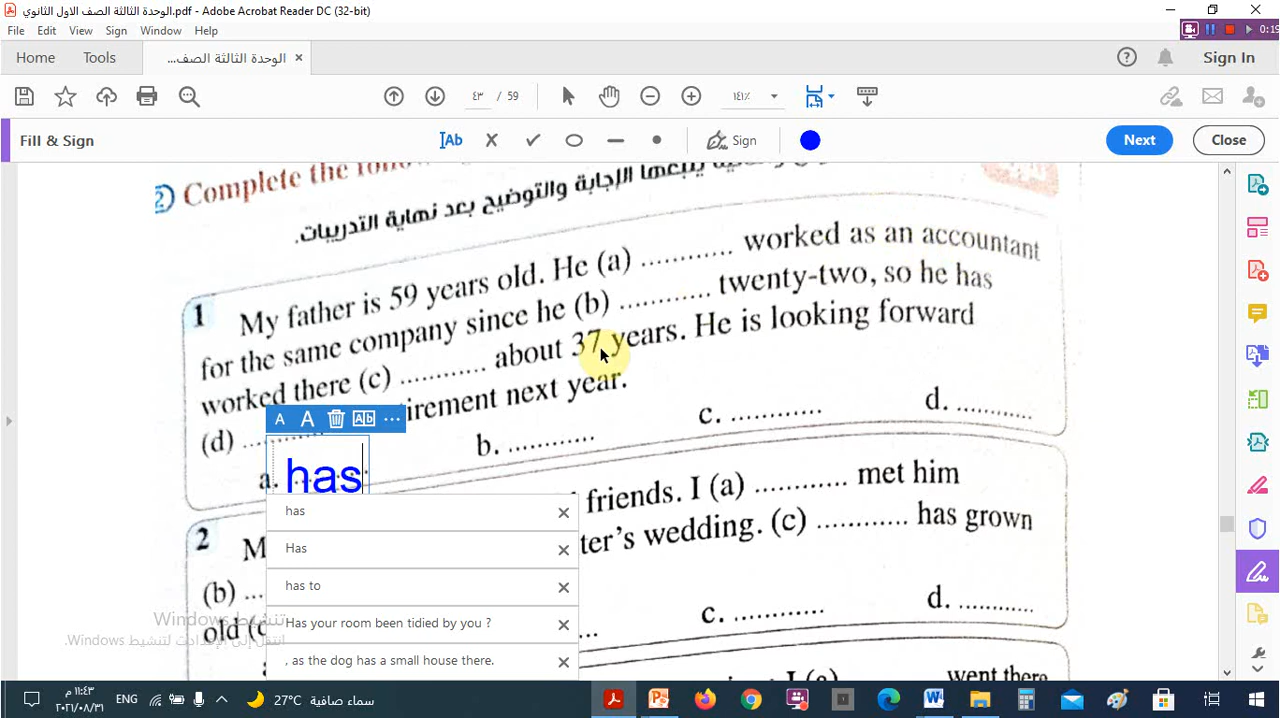 الوحدة الثالثة الصف الاول الثانوي.pdf - Adobe Acrobat Reader DC (32-bit)
File Edit View Sign Window Help
0:19
Home Tools الوحدة الثالثة الصف... × Sign In
٤٣ / 59 ١٤١٪
Fill & Sign Ab Sign Next Close
2) Complete the
يتبعها الإجابة والتوضيح بعد نهاية التدريبات.
1 My father is 59 years old. He (a) ............ worked as an accountant
for the same company since he (b) ............ twenty-two, so he has
worked there (c) ............ about 37 years. He is looking forward
(d) ............irement next year.
a. has b. ............ c. ............ d. ............
2 M friends. I (a) ............ met him
(b) ... ter's wedding. (c) ............ has grown
old (
c. ............ d. ............
went there
A A Ab ...
has
Has
has to
Has your room been tidied by you ?
. as the dog has a small house there.
تنشيط Windows
انتقل إلى الإعدادات لتنشيط Windows.
١١:٤٣ م
٢٠٢١/٠٨/٣١
ENG
27°C سماء صافية